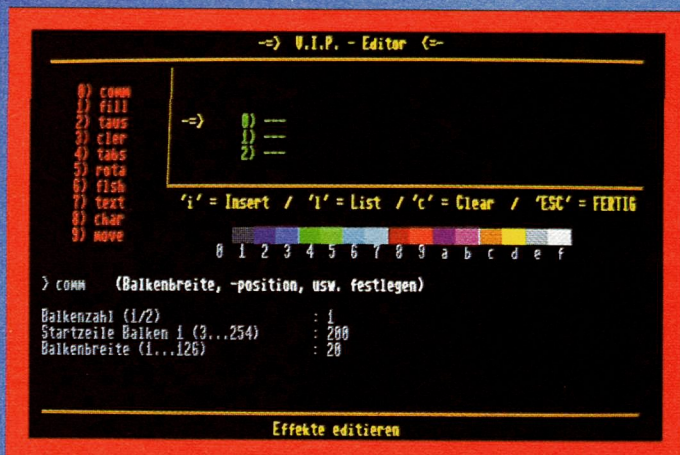 -=> V.I.P. - Editor <=-
0) comm
1) fill
2) taus
3) cler
4) tabs
5) rota
6) flsh
7) text
8) char
9) move
-=> 0) ---
1) ---
2) ---
'i' = Insert / 'l' = List / 'c' = Clear / 'ESC' = FERTIG
0 1 2 3 4 5 6 7 8 9 a b c d e f
> comm (Balkenbreite, -position, usw. festlegen)
Balkenzahl (1/2) : 1
Startzeile Balken 1 (3...254) : 200
Balkenbreite (1...126) : 20
Effekte editieren